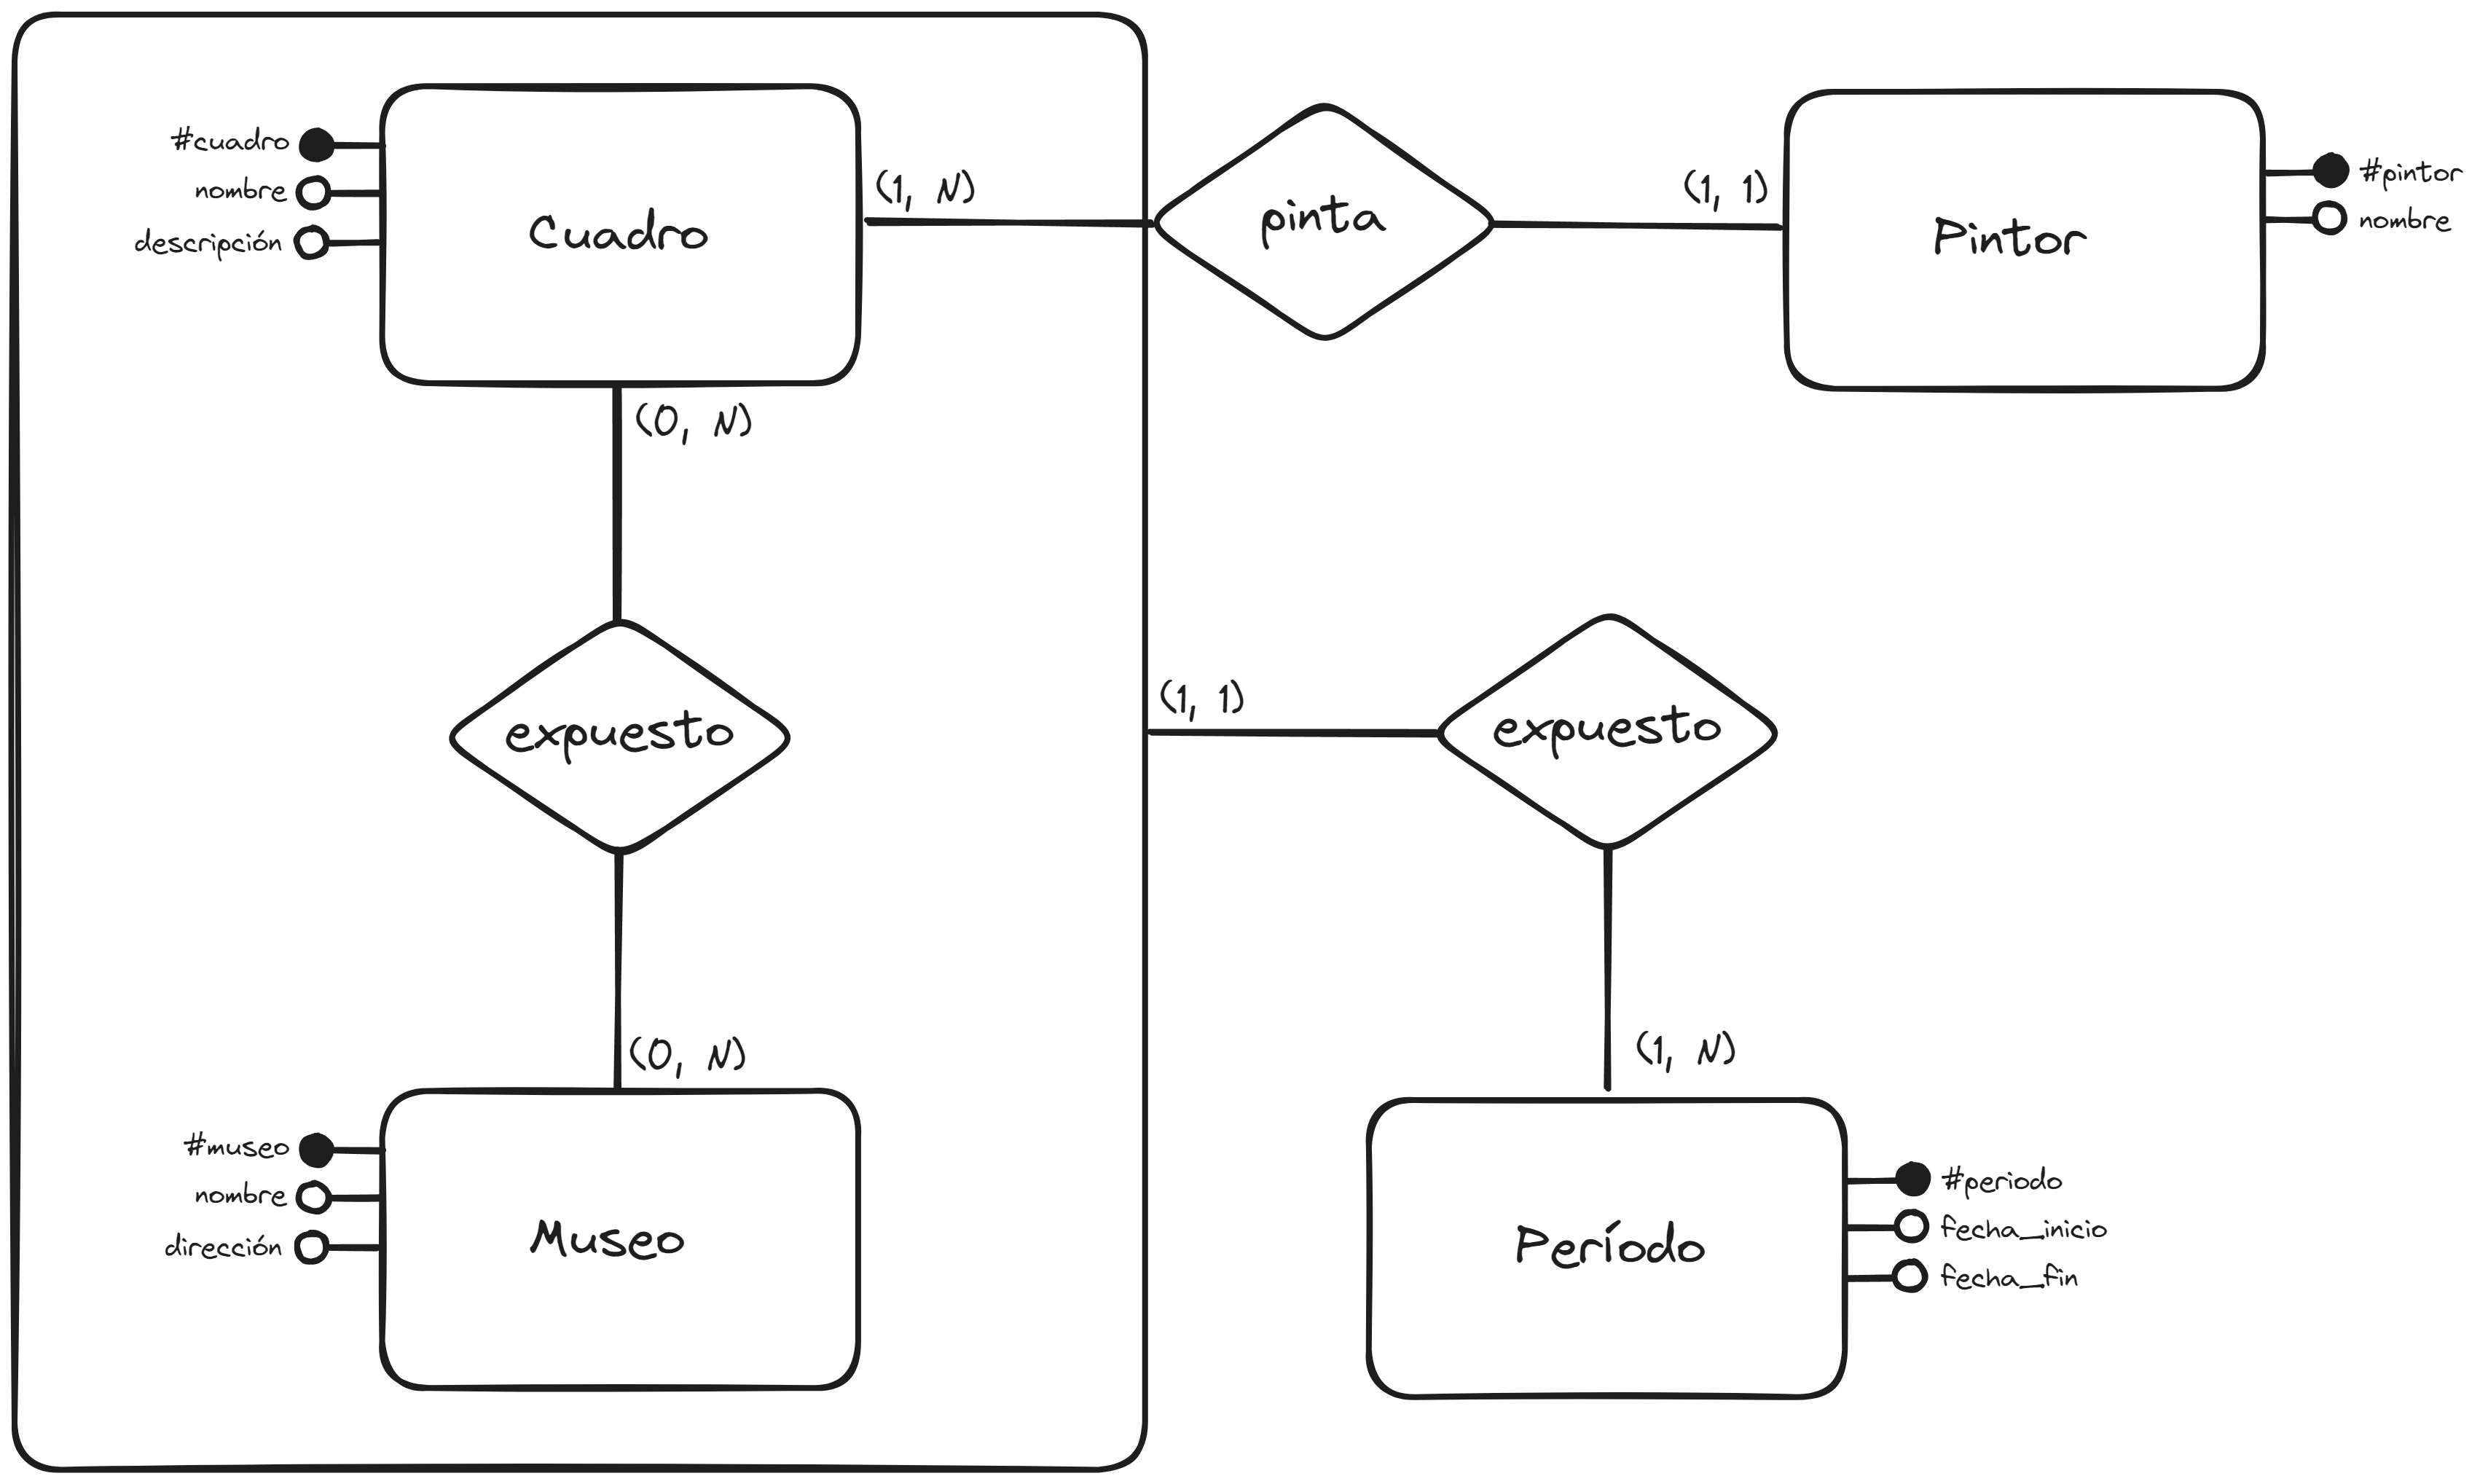 #cuadro
nombre
descripción
Cuadro
(1, N)
pinta
(1, 1)
Pintor
#pintor
nombre
(0, N)
expuesto
(1, 1)
expuesto
(0, N)
(1, N)
#museo
nombre
dirección
Museo
Período
#periodo
fecha_inicio
fecha_fin